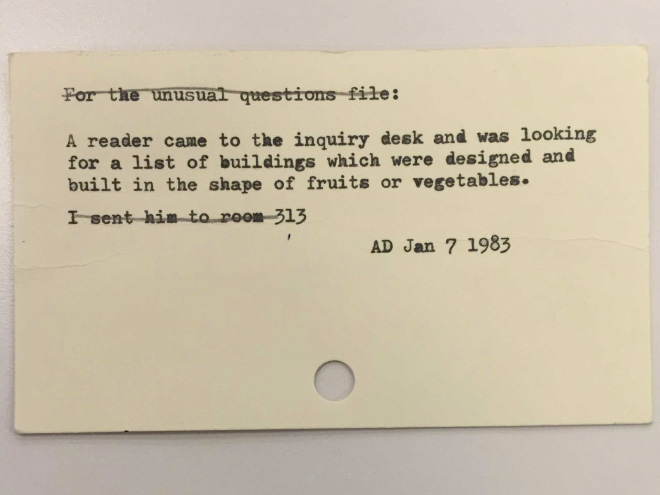 For the unusual questions file:
A reader came to the inquiry desk and was looking
for a list of buildings which were designed and
built in the shape of fruits or vegetables.
I sent him to room 313
AD Jan 7 1983